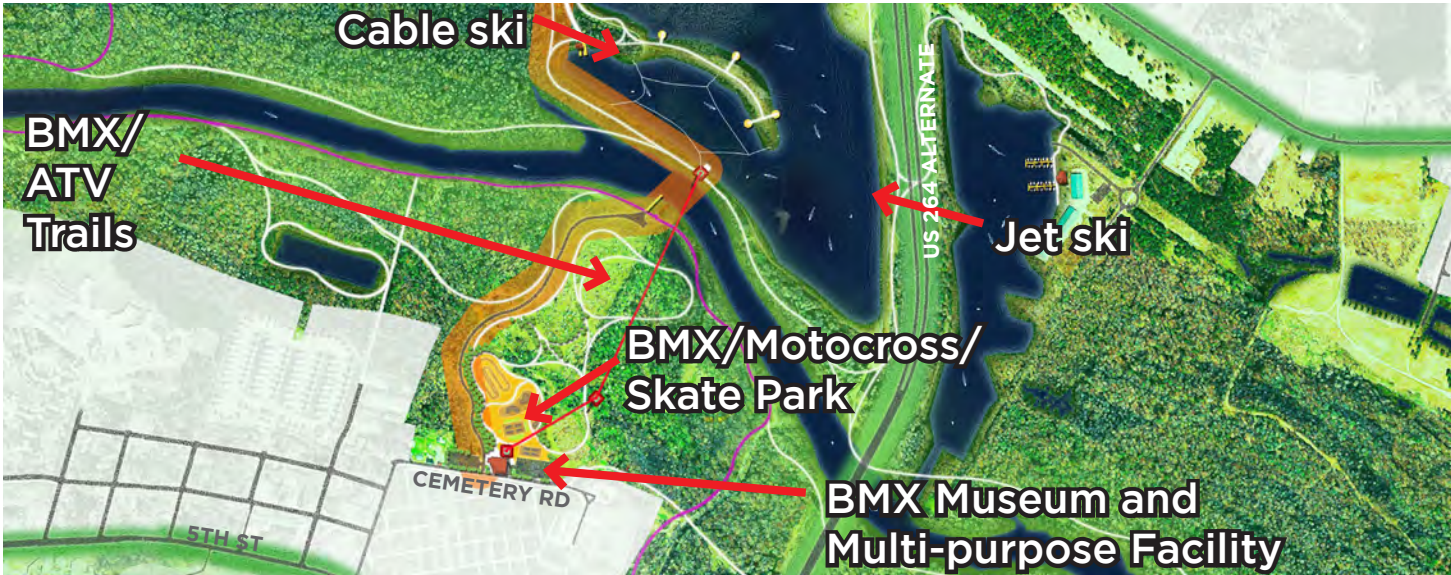 Cable ski
BMX/
ATV
Trails
US 264 ALTERNATE
Jet ski
BMX/Motocross/
Skate Park
CEMETERY RD
5TH ST
BMX Museum and
Multi-purpose Facility